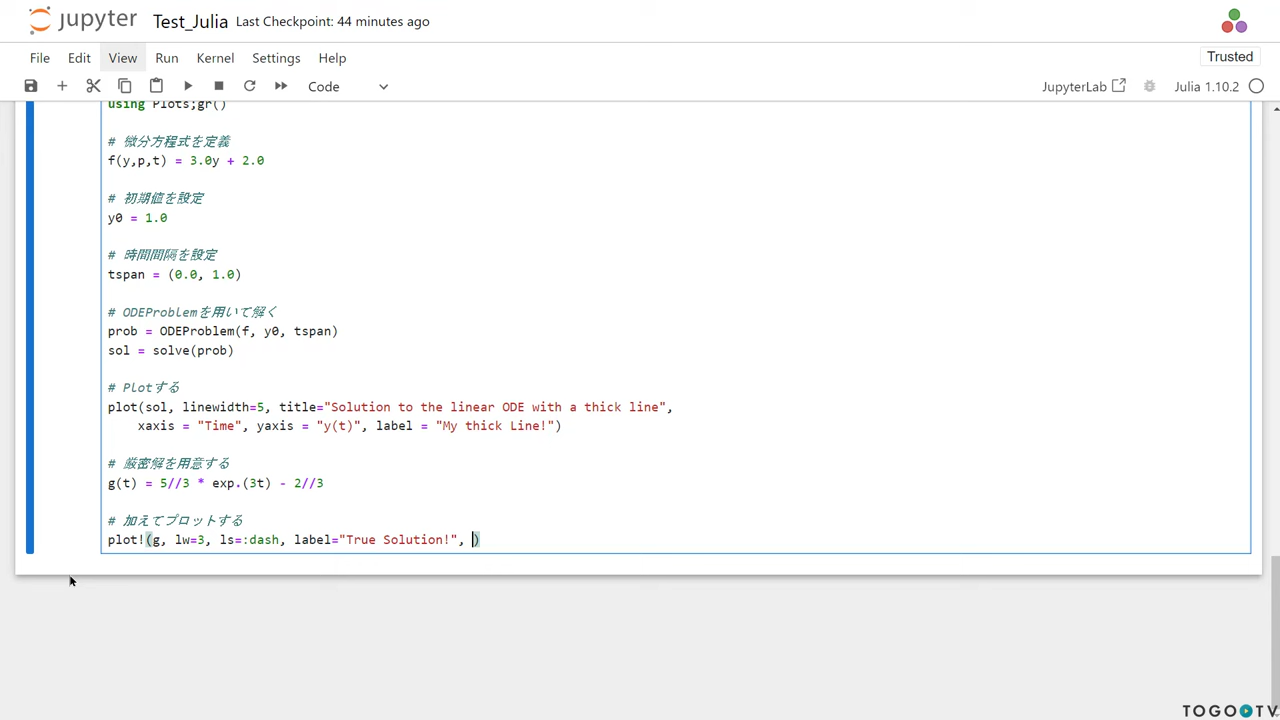 jupyter Test_Julia Last Checkpoint: 44 minutes ago
File Edit View Run Kernel Settings Help Trusted
Code JupyterLab Julia 1.10.2
using Plots;gr()
# 微分方程式を定義
f(y,p,t) = 3.0y + 2.0
# 初期値を設定
y0 = 1.0
# 時間間隔を設定
tspan = (0.0, 1.0)
# ODEProblemを用いて解く
prob = ODEProblem(f, y0, tspan)
sol = solve(prob)
# Plotする
plot(sol, linewidth=5, title="Solution to the linear ODE with a thick line",
xaxis = "Time", yaxis = "y(t)", label = "My thick Line!")
# 厳密解を用意する
g(t) = 5//3 * exp.(3t) - 2//3
# 加えてプロットする
plot!(g, lw=3, ls=:dash, label="True Solution!", )
TOGOTV